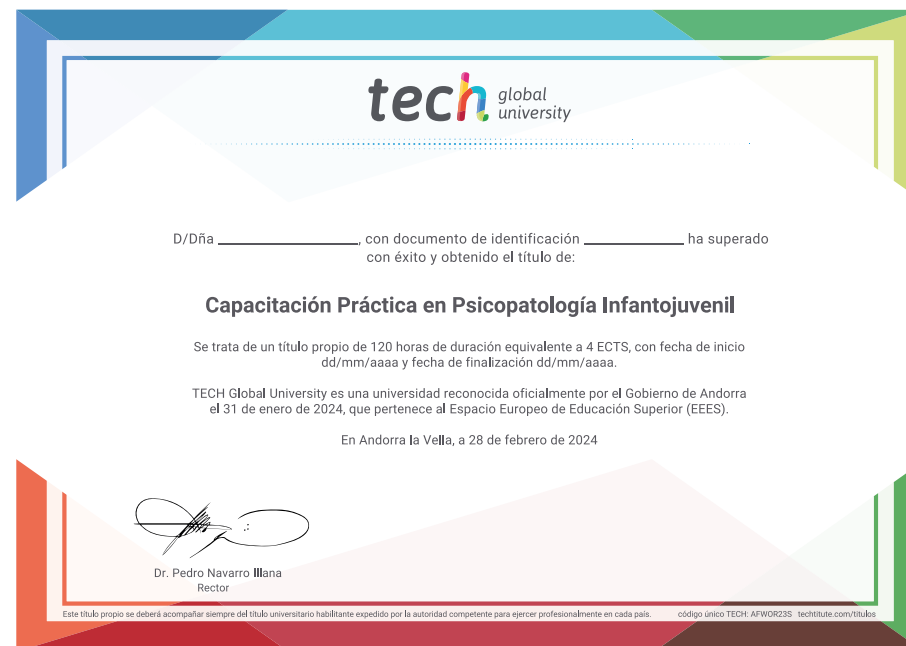 tech global university
D/Dña ______________, con documento de identificación __________ ha superado
con éxito y obtenido el título de:
Capacitación Práctica en Psicopatología Infantojuvenil
Se trata de un título propio de 120 horas de duración equivalente a 4 ECTS, con fecha de inicio
dd/mm/aaaa y fecha de finalización dd/mm/aaaa.
TECH Global University es una universidad reconocida oficialmente por el Gobierno de Andorra
el 31 de enero de 2024, que pertenece al Espacio Europeo de Educación Superior (EEES).
En Andorra la Vella, a 28 de febrero de 2024
Dr. Pedro Navarro Illana
Rector
Este título propio se deberá acompañar siempre del título universitario habilitante expedido por la autoridad competente para ejercer profesionalmente en cada país. código único TECH: AFWOR23S techtitute.com/titulos